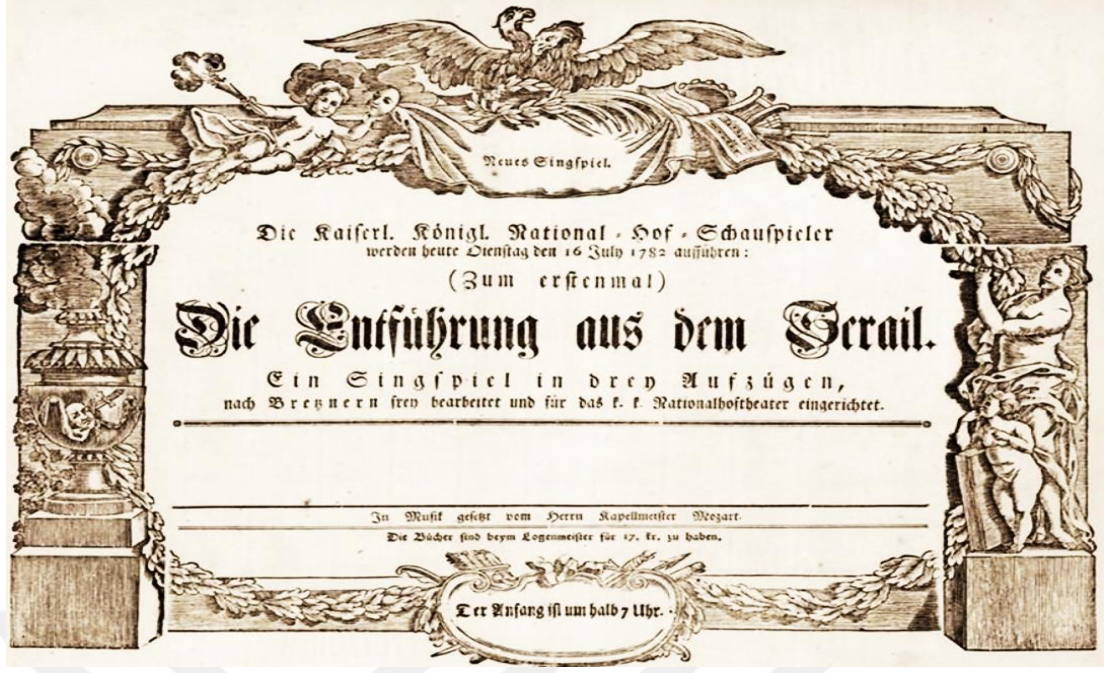 Neues Singspiel.
Die Kaiserl. Königl. National - Hof - Schauspieler
werden heute Dienstag den 16 July 1782 aufführen:
(Zum erstenmal)
Die Entführung aus dem Serail.
Ein Singspiel in drey Aufzügen,
nach Bretznern frey bearbeitet und für das k. k. Nationalhoftheater eingerichtet.
In Musik gesetzt vom Herrn Kapellmeister Mozart.
Die Bücher sind beym Logenmeister für 17. kr. zu haben.
Der Anfang ist um halb 7 Uhr.